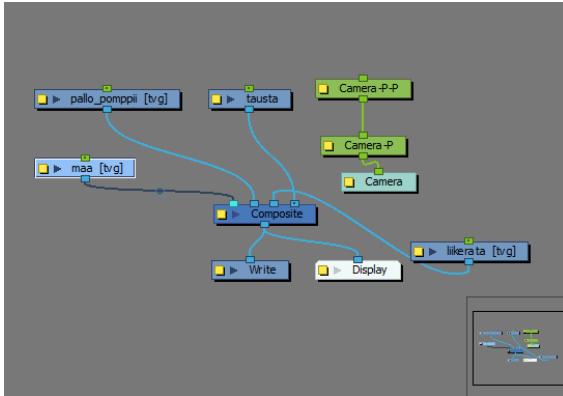 Camera-P-P
pallo_pomppii [tvg]
tausta
Camera-P
maa [tvg]
Camera
Composite
liikerata [tvg]
Write
Display